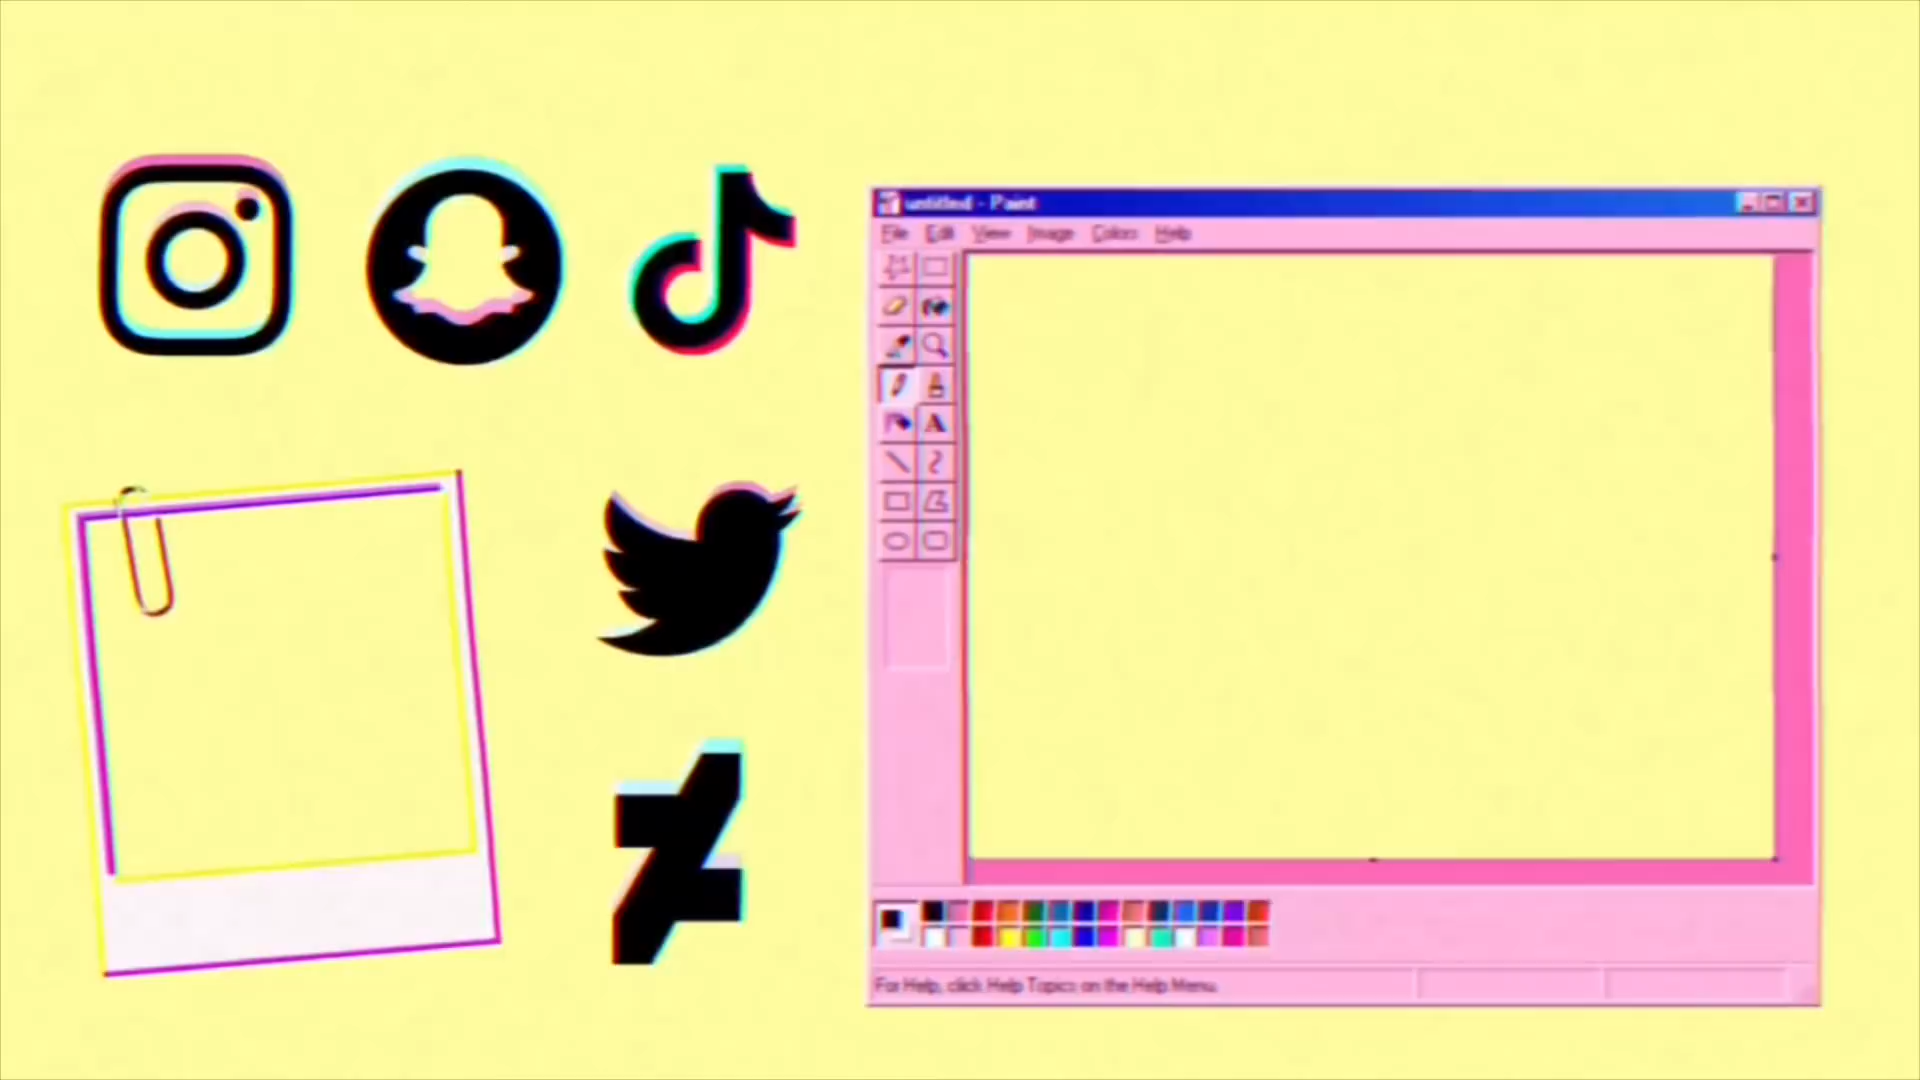 untitled - Paint
File Edit View Image Colors Help
A
For Help, click Help Topics on the Help Menu.